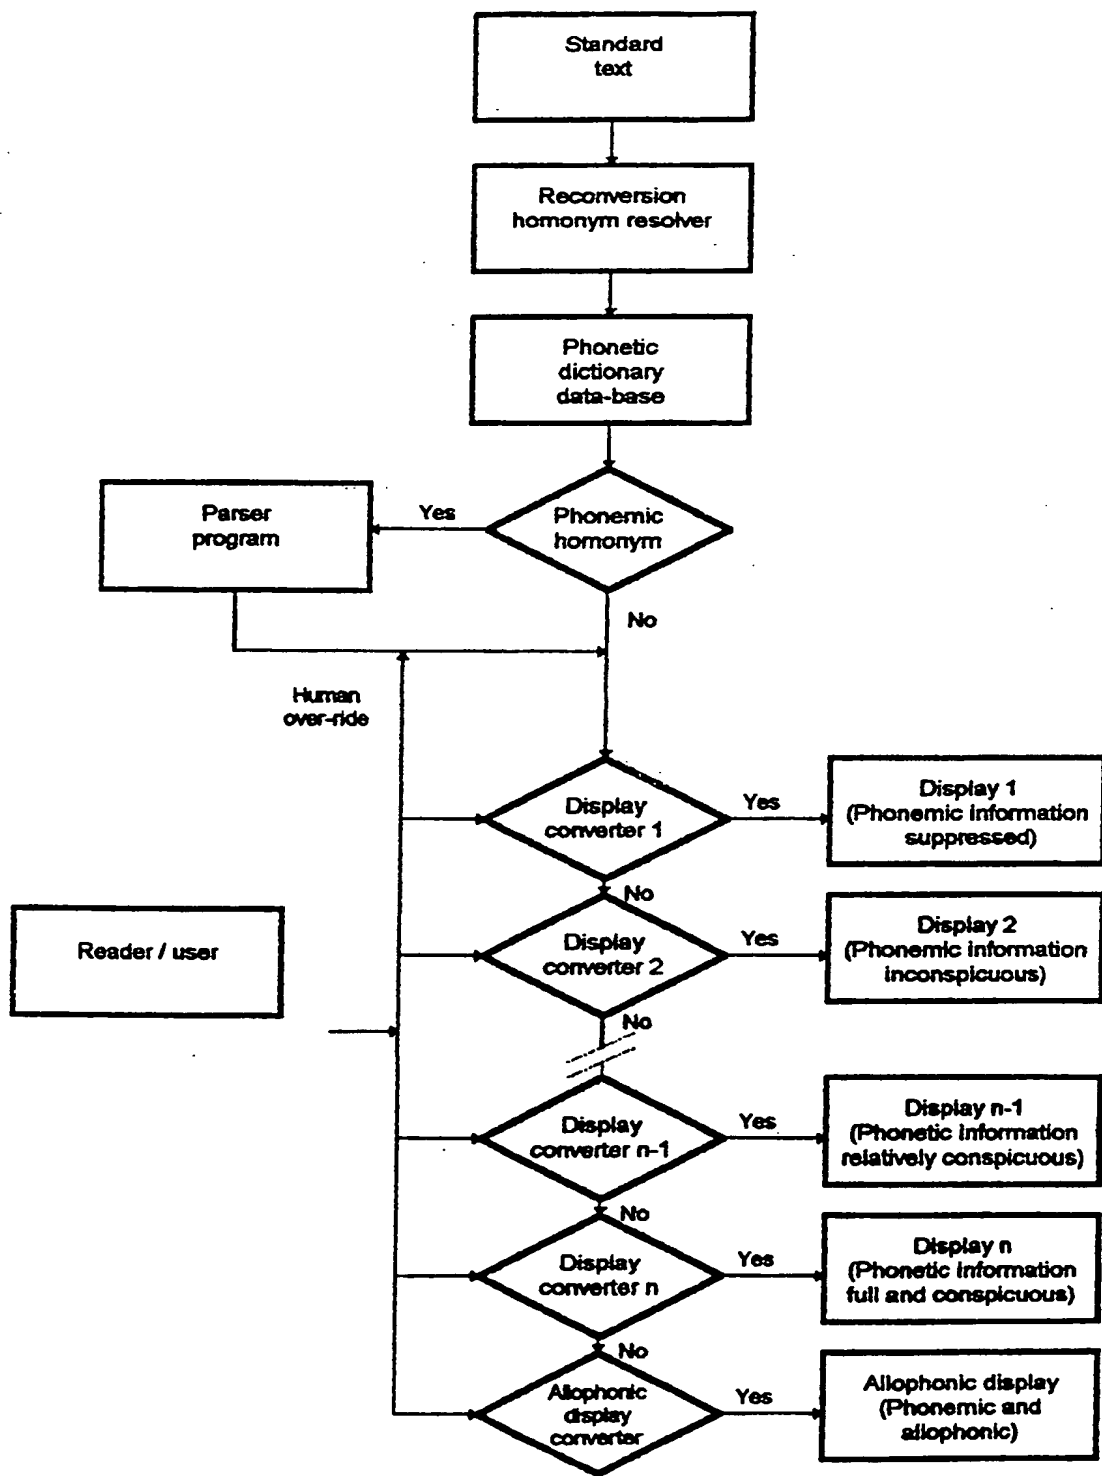 Standard
text
Reconversion
homonym resolver
Phonetic
dictionary
data-base
Parser
program
Yes
Phonemic
homonym
No
Human
over-ride
Display
converter 1
Yes
Display 1
(Phonemic information
suppressed)
No
Reader / user
Display
converter 2
Yes
Display 2
(Phonemic information
inconspicuous)
No
Display
converter n-1
Yes
Display n-1
(Phonetic information
relatively conspicuous)
No
Display
converter n
Yes
Display n
(Phonetic information
full and conspicuous)
No
Allophonic
display
converter
Yes
Allophonic display
(Phonemic and
allophonic)